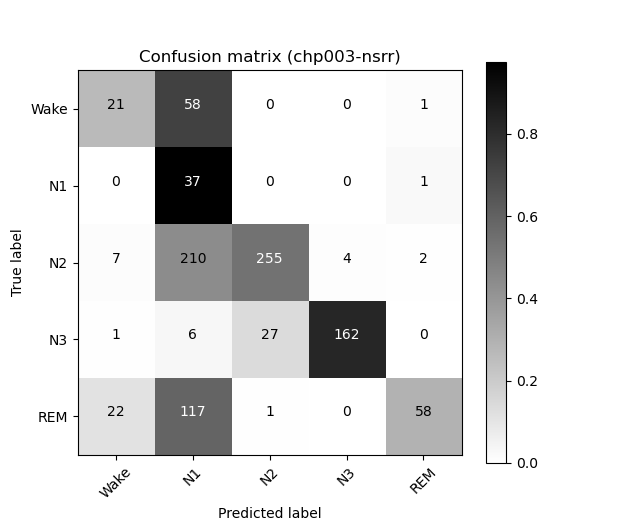 Confusion matrix (chp003-nsrr)
Wake 21 58 0 0 1
N1 0 37 0 0 1
N2 7 210 255 4 2
N3 1 6 27 162 0
REM 22 117 1 0 58
Wake N1 N2 N3 REM
True label
Predicted label
0.8
0.6
0.4
0.2
0.0